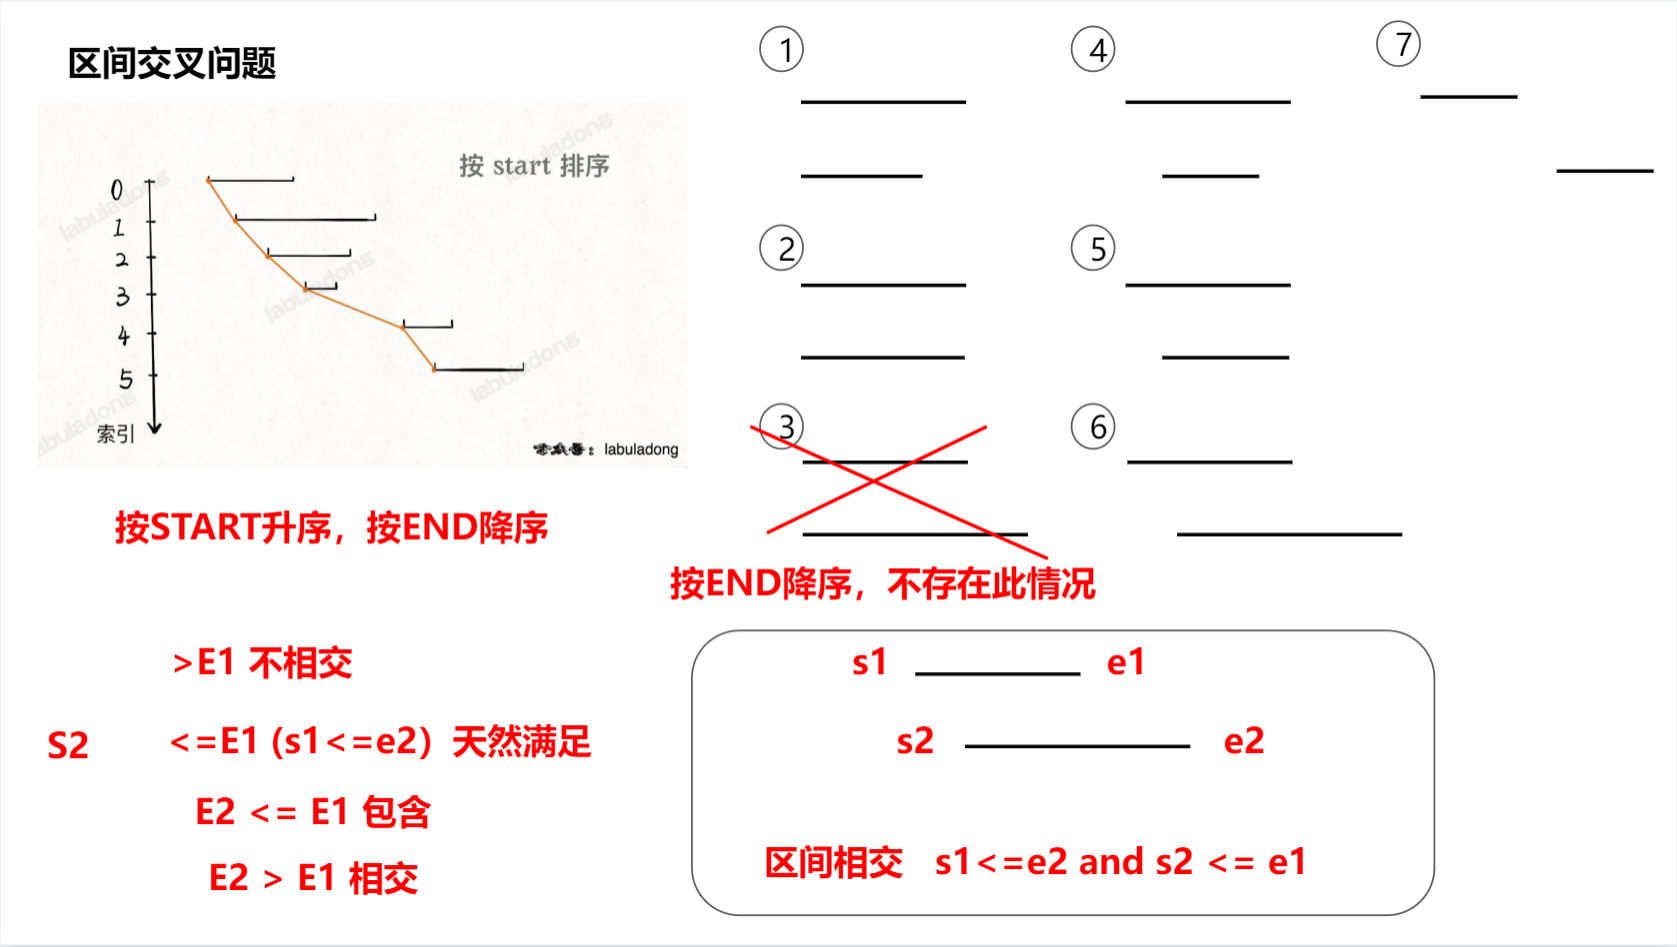 区间交叉问题
按 start 排序
0
1
2
3
4
5
索引
labuladong
labuladong
labuladong
labuladong
labuladong
: labuladong
按START升序，按END降序
>E1 不相交
S2
<=E1 (s1<=e2）天然满足
E2 <= E1 包含
E2 > E1 相交
1
2
3
按END降序，不存在此情况
4
5
6
7
s1 e1
s2 e2
区间相交 s1<=e2 and s2 <= e1